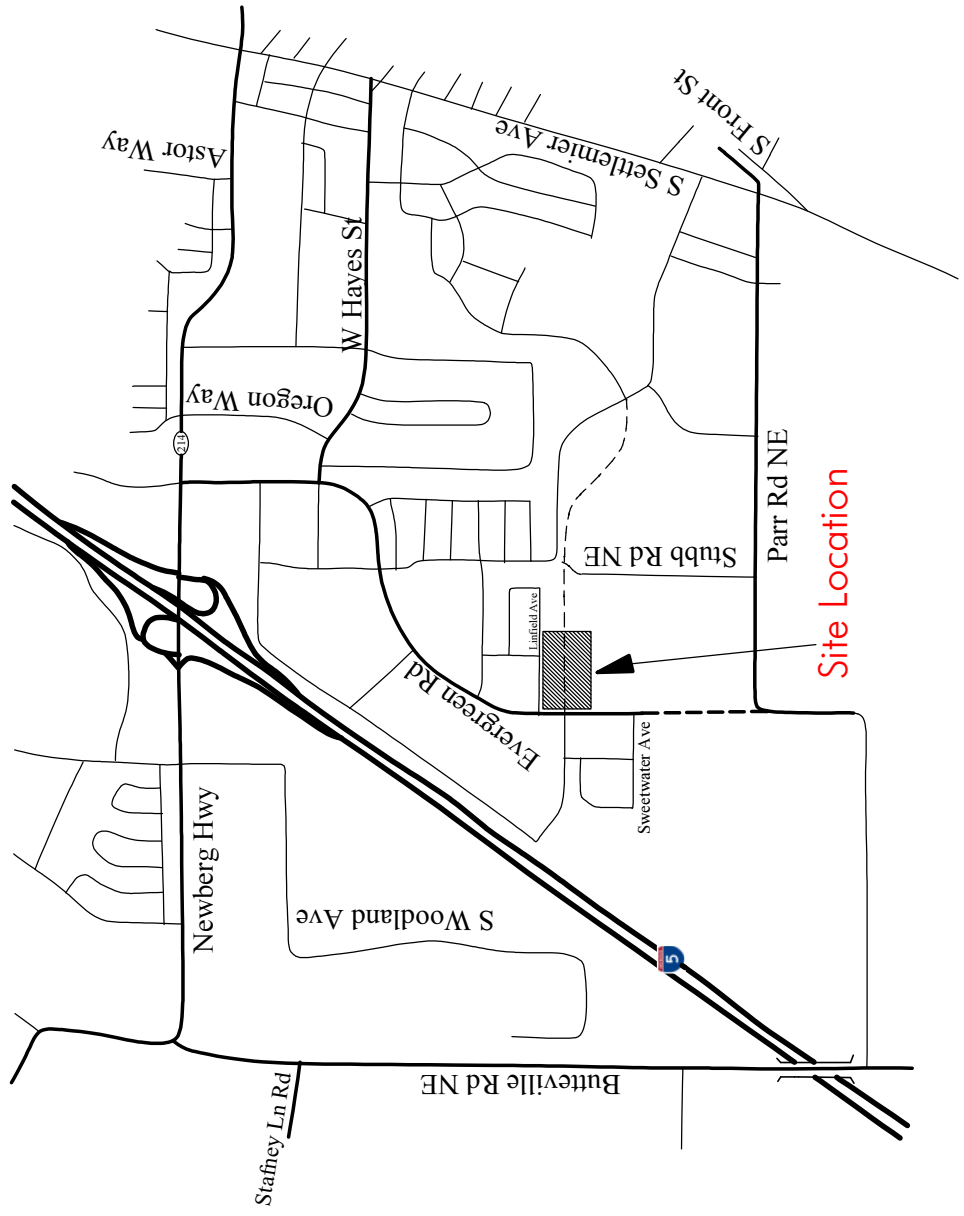 S Front St
S Settlemier Ave
Astor Way
W Hayes St
Oregon Way
214
Parr Rd NE
Stubb Rd NE
Site Location
Linfield Ave
Evergreen Rd
Sweetwater Ave
Newberg Hwy
S Woodland Ave
5
Butteville Rd NE
Stafney Ln Rd